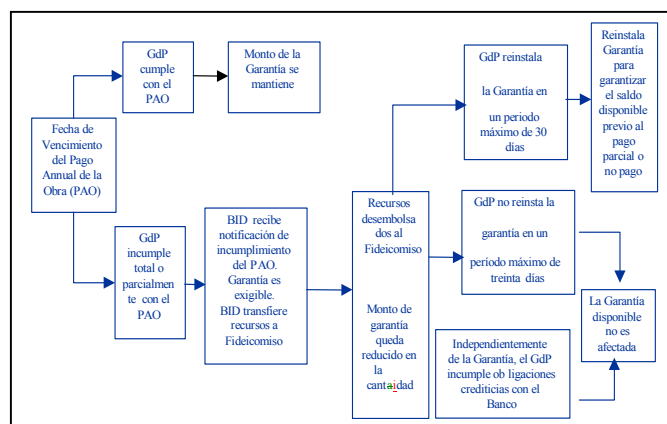 GdP
cumple
con el
PAO
Monto de la
Garantía se
mantiene
Fecha de
Vencimiento
del Pago
Annual de la
Obra (PAO)
GdP
incumple
total o
parcialmen
te con el
PAO
BID recibe
notificación de
incumplimiento
del PAO.
Garantía es
exigible.
BID transfiere
recursos a
Fideicomiso
Recursos
desembolsa
dos al
Fideicomiso
Monto de
garantía
queda
reducido en
la
cantaidad
GdP reinstala
la Garantía en
un periodo
máximo de 30
días
Reinstala
Garantía
para
garantizar
el saldo
disponible
previo al
pago
parcial o
no pago
GdP no reinsta la
garantía en un
período máximo de
treinta días
Independientemente
de la Garantía, el GdP
incumple ob ligaciones
crediticias con el
Banco
La Garantía
disponible
no es
afectada